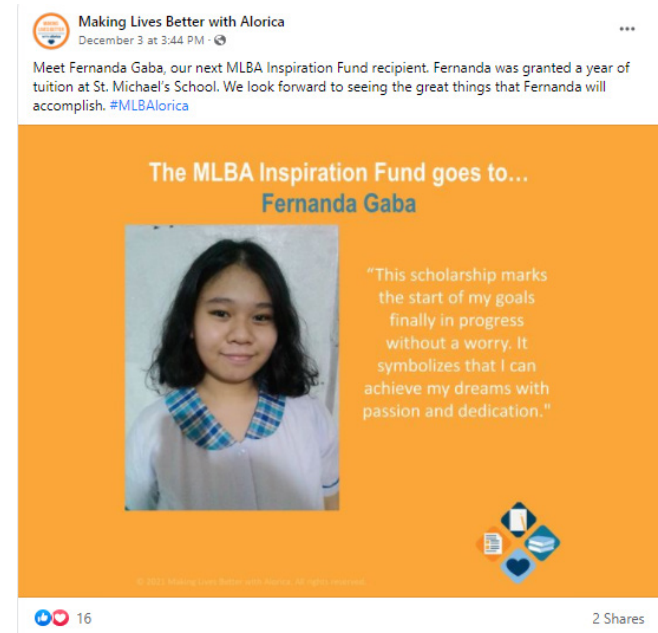 Making Lives Better with Alorica
December 3 at 3:44 PM ·
Meet Fernanda Gaba, our next MLBA Inspiration Fund recipient. Fernanda was granted a year of
tuition at St. Michael's School. We look forward to seeing the great things that Fernanda will
accomplish. #MLBAlorica
The MLBA Inspiration Fund goes to...
Fernanda Gaba
"This scholarship marks
the start of my goals
finally in progress
without a worry. It
symbolizes that I can
achieve my dreams with
passion and dedication."
© 2021 Making Lives Better with Alorica. All rights reserved.
16
2 Shares